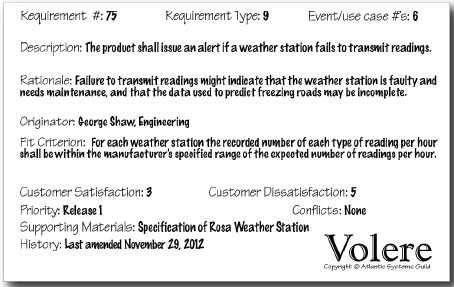 Requirement #: 75 Requirement Type: 9 Event/use case #'s: 6
Description: The product shall issue an alert if a weather station fails to transmit readings.
Rationale: Failure to transmit readings might indicate that the weather station is faulty and
needs maintenance, and that the data used to predict freezing roads may be incomplete.
Originator: George Shaw, Engineering
Fit Criterion: For each weather station the recorded number of each type of reading per hour
shall be within the manufacturer's specified range of the expected number of readings per hour.
Customer Satisfaction: 3 Customer Dissatisfaction: 5
Priority: Release 1 Conflicts: None
Supporting Materials: Specification of Rosa Weather Station
History: Last amended November 29, 2012
Volere
Copyright © Atlantic Systems Guild